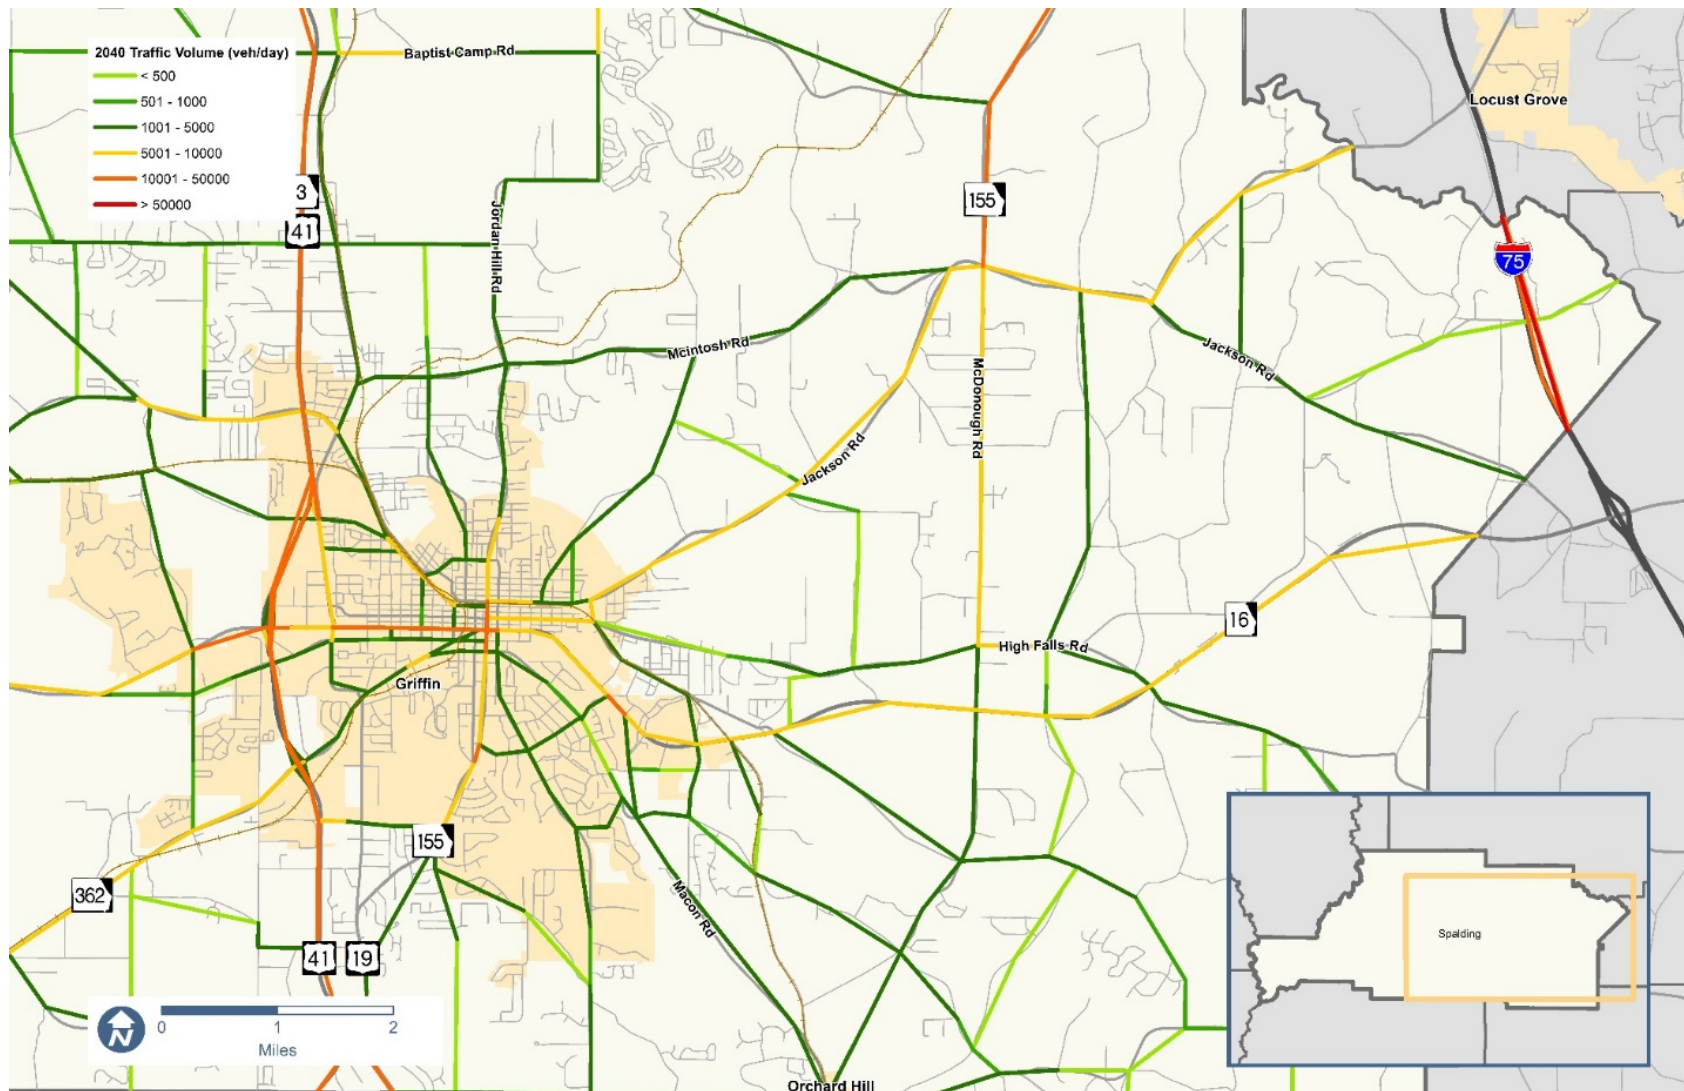 2040 Traffic Volume (veh/day)
< 500
501 - 1000
1001 - 5000
5001 - 10000
10001 - 50000
> 50000
Baptist Camp Rd
Locust Grove
3
41
155
Jordan Hill Rd
75
Mcintosh Rd
Jackson Rd
McDonough Rd
Jackson Rd
16
High Falls Rd
Griffin
155
362
Macon Rd
41
19
Spalding
N
0 1 2
Miles
Orchard Hill